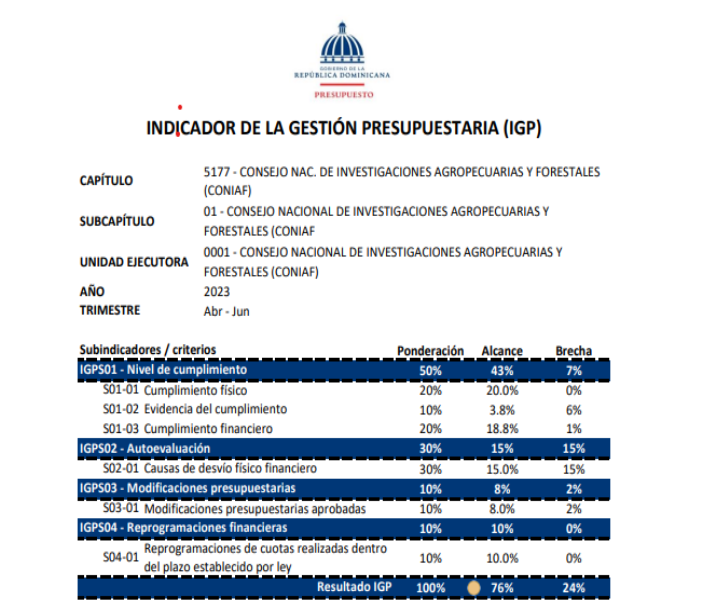 GOBIERNO DE LA
REPÚBLICA DOMINICANA
PRESUPUESTO
INDICADOR DE LA GESTIÓN PRESUPUESTARIA (IGP)
CAPÍTULO 5177 - CONSEJO NAC. DE INVESTIGACIONES AGROPECUARIAS Y FORESTALES
(CONIAF)
SUBCAPÍTULO 01 - CONSEJO NACIONAL DE INVESTIGACIONES AGROPECUARIAS Y
FORESTALES (CONIAF
UNIDAD EJECUTORA 0001 - CONSEJO NACIONAL DE INVESTIGACIONES AGROPECUARIAS Y
FORESTALES (CONIAF)
AÑO 2023
TRIMESTRE Abr - Jun
Subindicadores / criterios Ponderación Alcance Brecha
IGPS01 - Nivel de cumplimiento 50% 43% 7%
S01-01 Cumplimiento físico 20% 20.0% 0%
S01-02 Evidencia del cumplimiento 10% 3.8% 6%
S01-03 Cumplimiento financiero 20% 18.8% 1%
IGPS02 - Autoevaluación 30% 15% 15%
S02-01 Causas de desvío físico financiero 30% 15.0% 15%
IGPS03 - Modificaciones presupuestarias 10% 8% 2%
S03-01 Modificaciones presupuestarias aprobadas 10% 8.0% 2%
IGPS04 - Reprogramaciones financieras 10% 10% 0%
S04-01 Reprogramaciones de cuotas realizadas dentro
del plazo establecido por ley 10% 10.0% 0%
Resultado IGP 100% 76% 24%